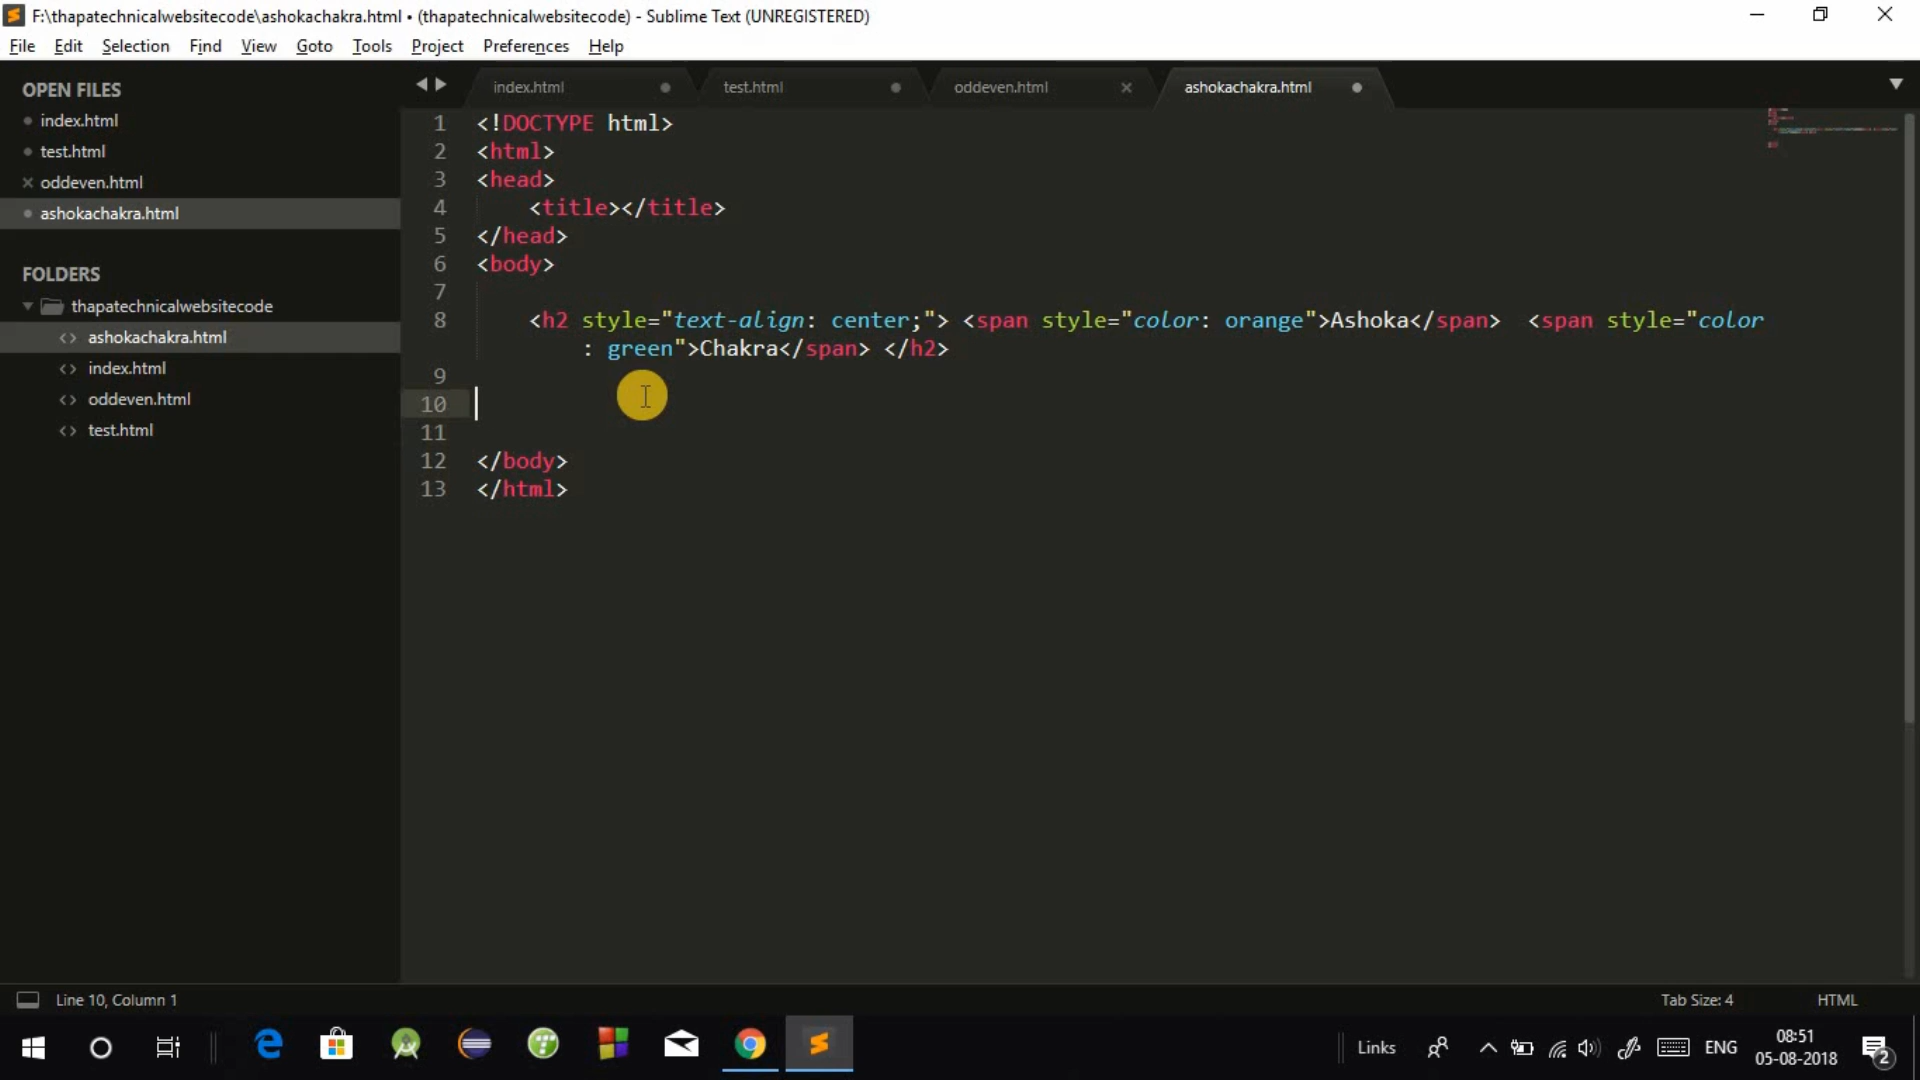 F:\thapatechnicalwebsitecode\ashokachakra.html • (thapatechnicalwebsitecode) - Sublime Text (UNREGISTERED)
File Edit Selection Find View Goto Tools Project Preferences Help
OPEN FILES
index.html
test.html
oddeven.html
ashokachakra.html
FOLDERS
thapatechnicalwebsitecode
<> ashokachakra.html
<> index.html
<> oddeven.html
<> test.html
index.html test.html oddeven.html ashokachakra.html
1 <!DOCTYPE html>
2 <html>
3 <head>
4 <title></title>
5 </head>
6 <body>
7
8 <h2 style="text-align: center;"> <span style="color: orange">Ashoka</span>  <span style="color
: green">Chakra</span> </h2>
9
10
11
12 </body>
13 </html>
Line 10, Column 1 Tab Size: 4 HTML
Links ENG 08:51
05-08-2018 2